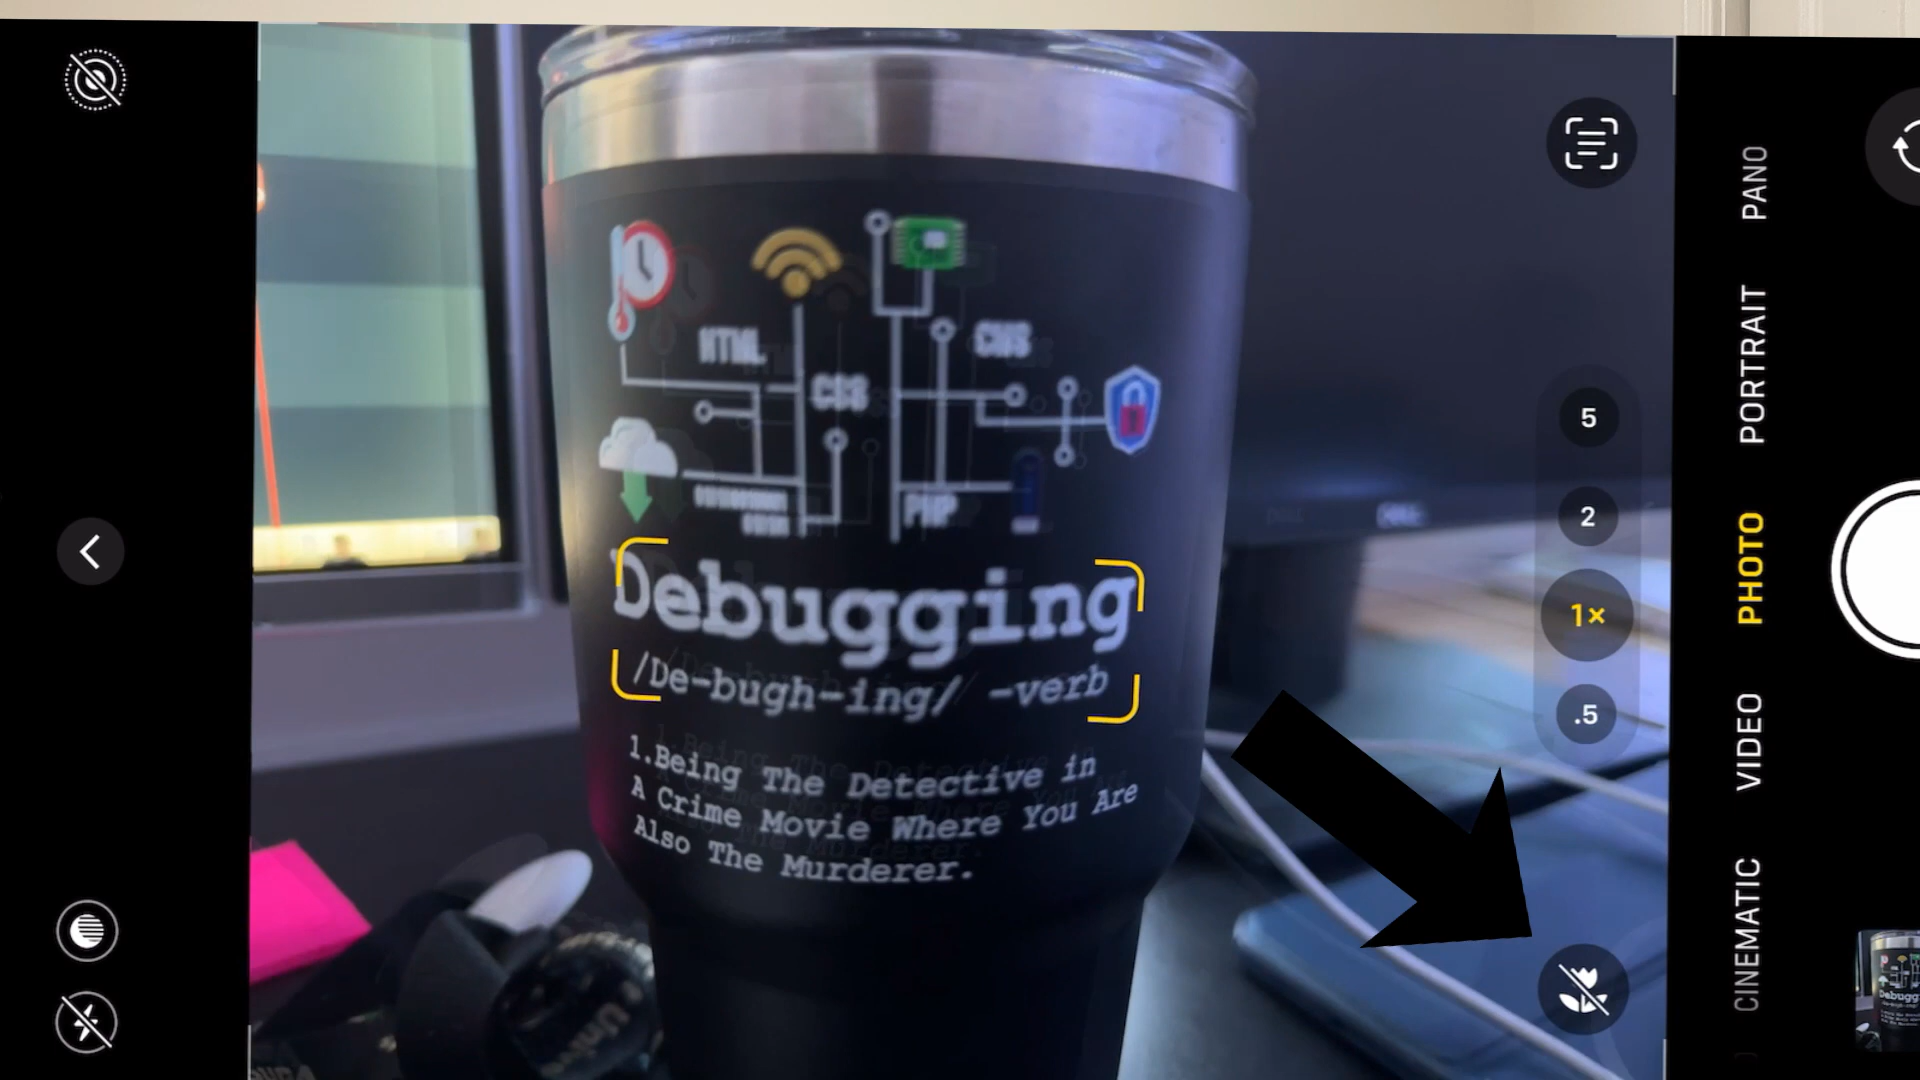 HTML
CSS
PHP
Debugging
/De-bugh-ing/ -verb
1.Being The Detective in
A Crime Movie Where You Are
Also The Murderer.
DELL
5
2
1×
.5
PANO
PORTRAIT
PHOTO
VIDEO
CINEMATIC